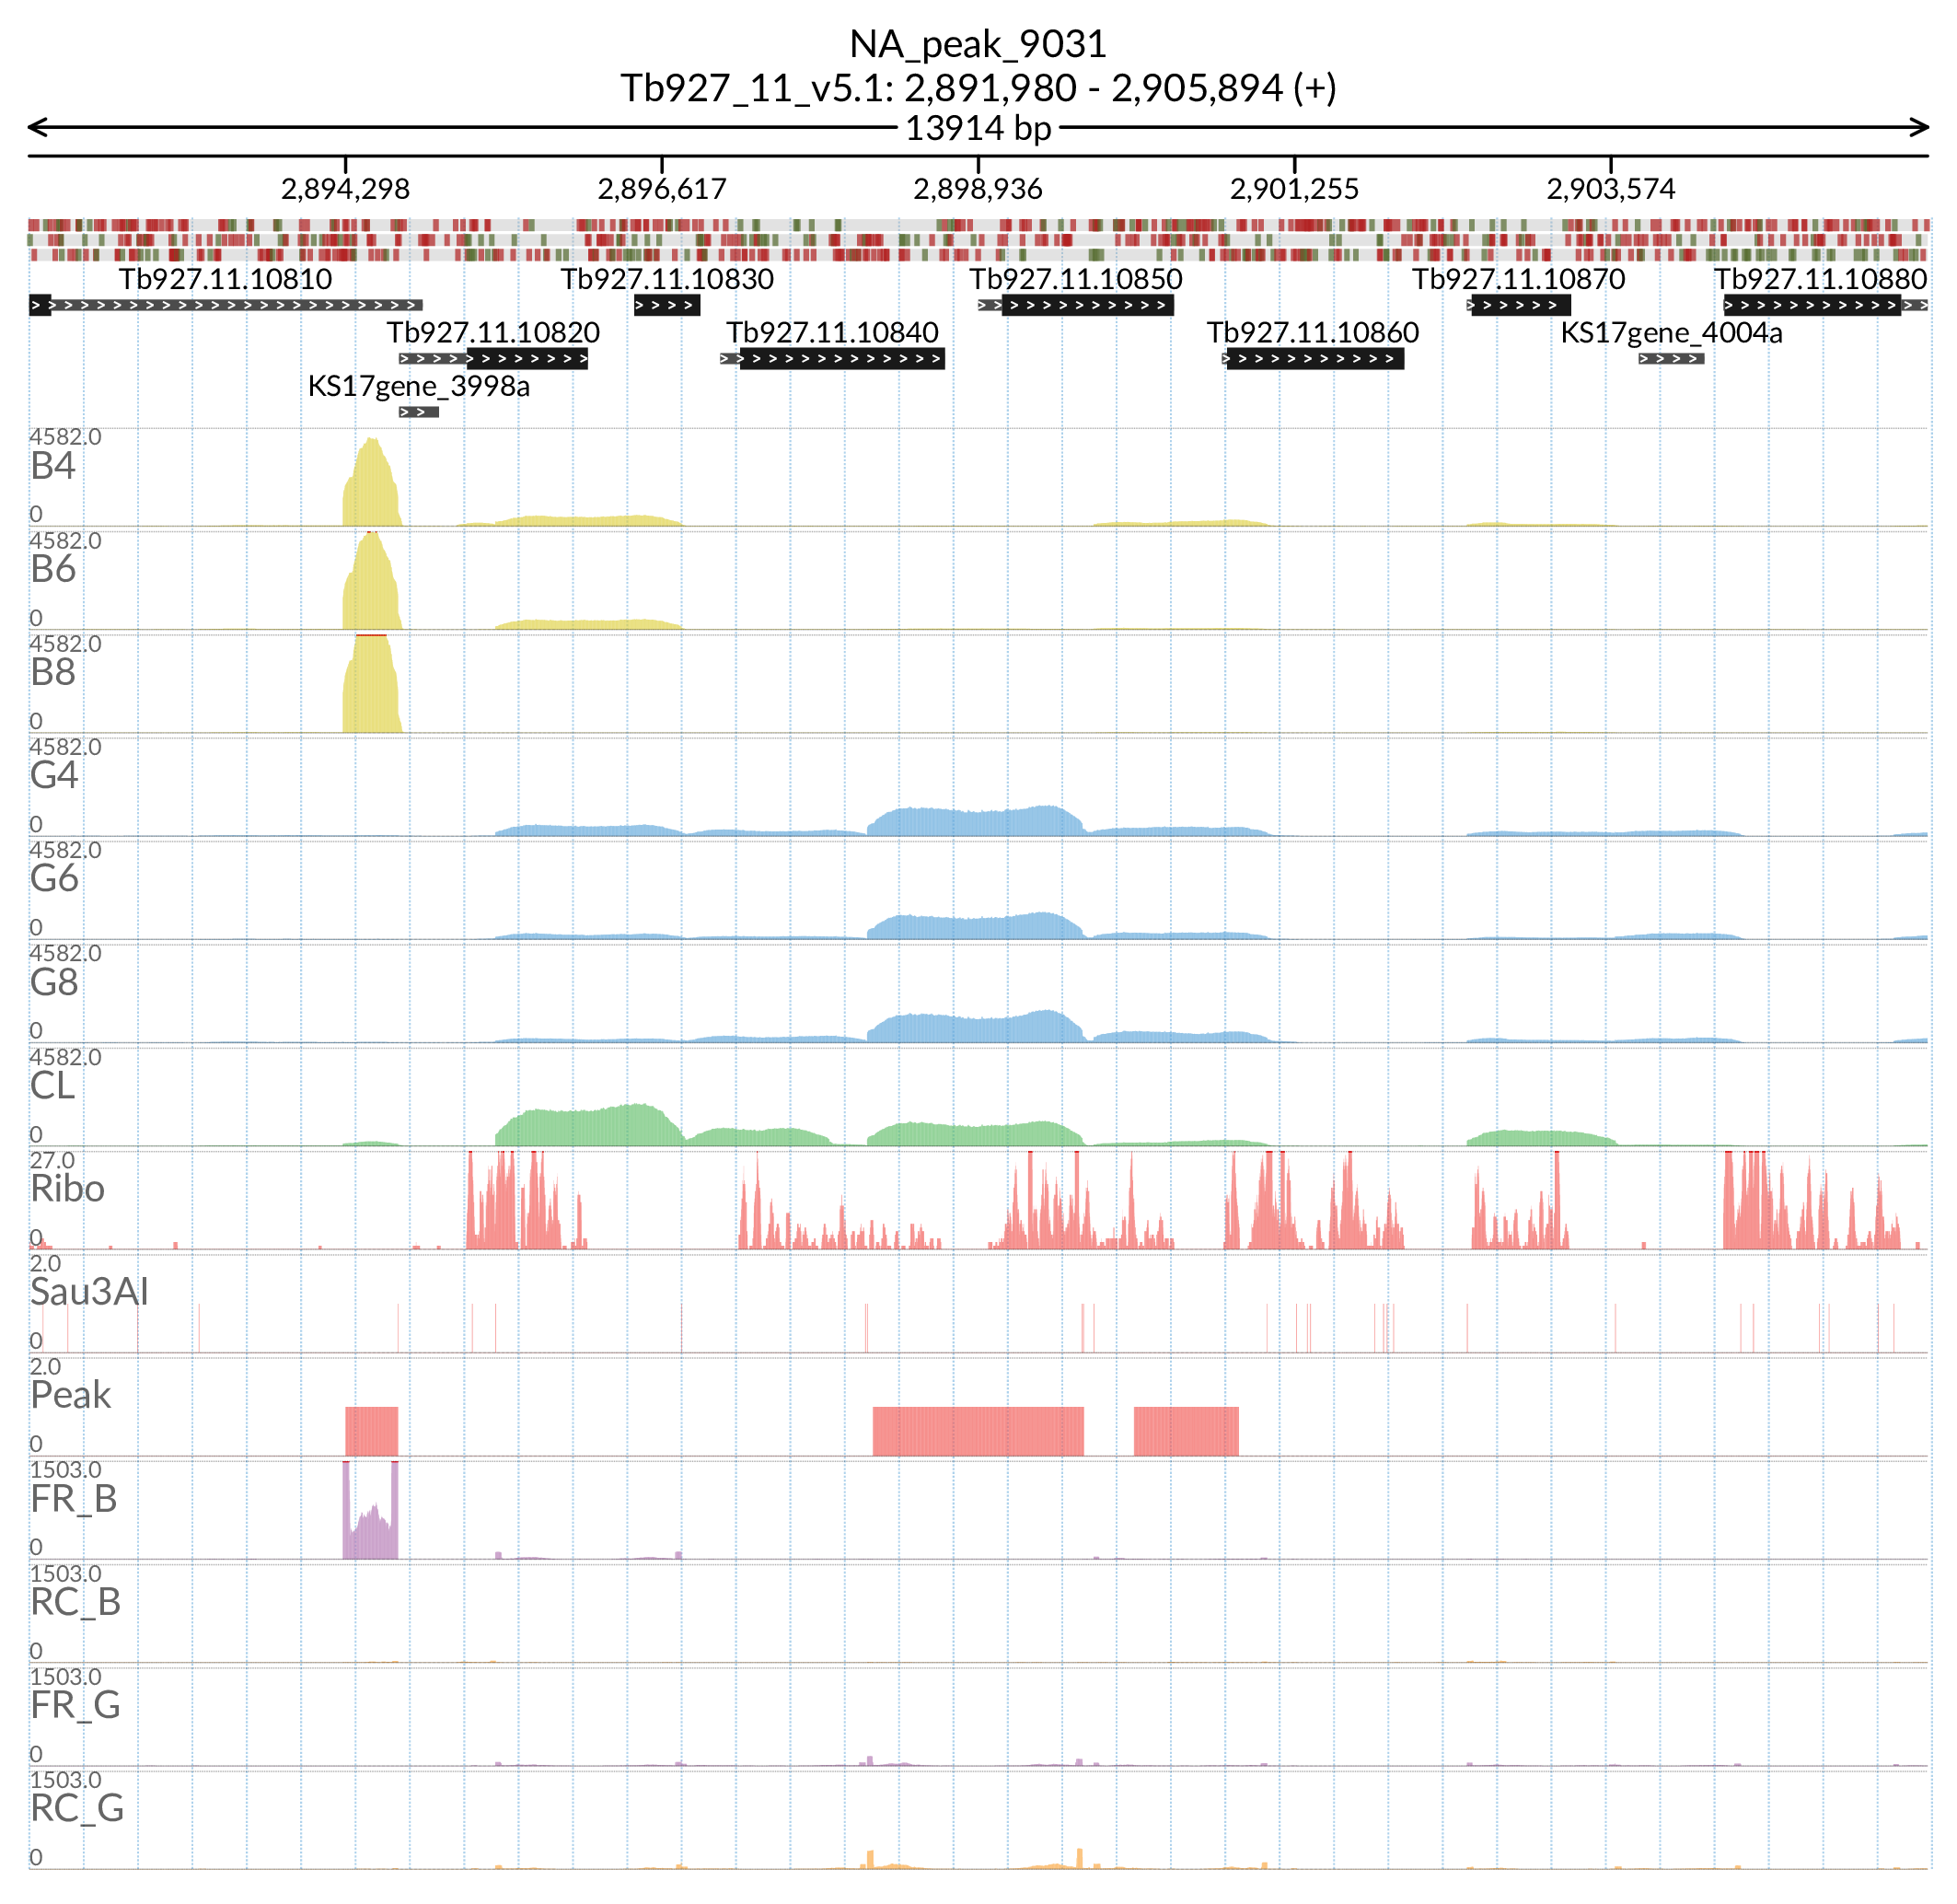 NA_peak_9031
Tb927_11_v5.1: 2,891,980 - 2,905,894 (+)
13914 bp
2,894,298 2,896,617 2,898,936 2,901,255 2,903,574
Tb927.11.10810 Tb927.11.10830 Tb927.11.10850 Tb927.11.10870 Tb927.11.10880
Tb927.11.10820 Tb927.11.10840 Tb927.11.10860 KS17gene_4004a
KS17gene_3998a
4582.0
B4
0
4582.0
B6
0
4582.0
B8
0
4582.0
G4
0
4582.0
G6
0
4582.0
G8
0
4582.0
CL
0
27.0
Ribo
0
2.0
Sau3AI
0
2.0
Peak
0
1503.0
FR_B
0
1503.0
RC_B
0
1503.0
FR_G
0
1503.0
RC_G
0